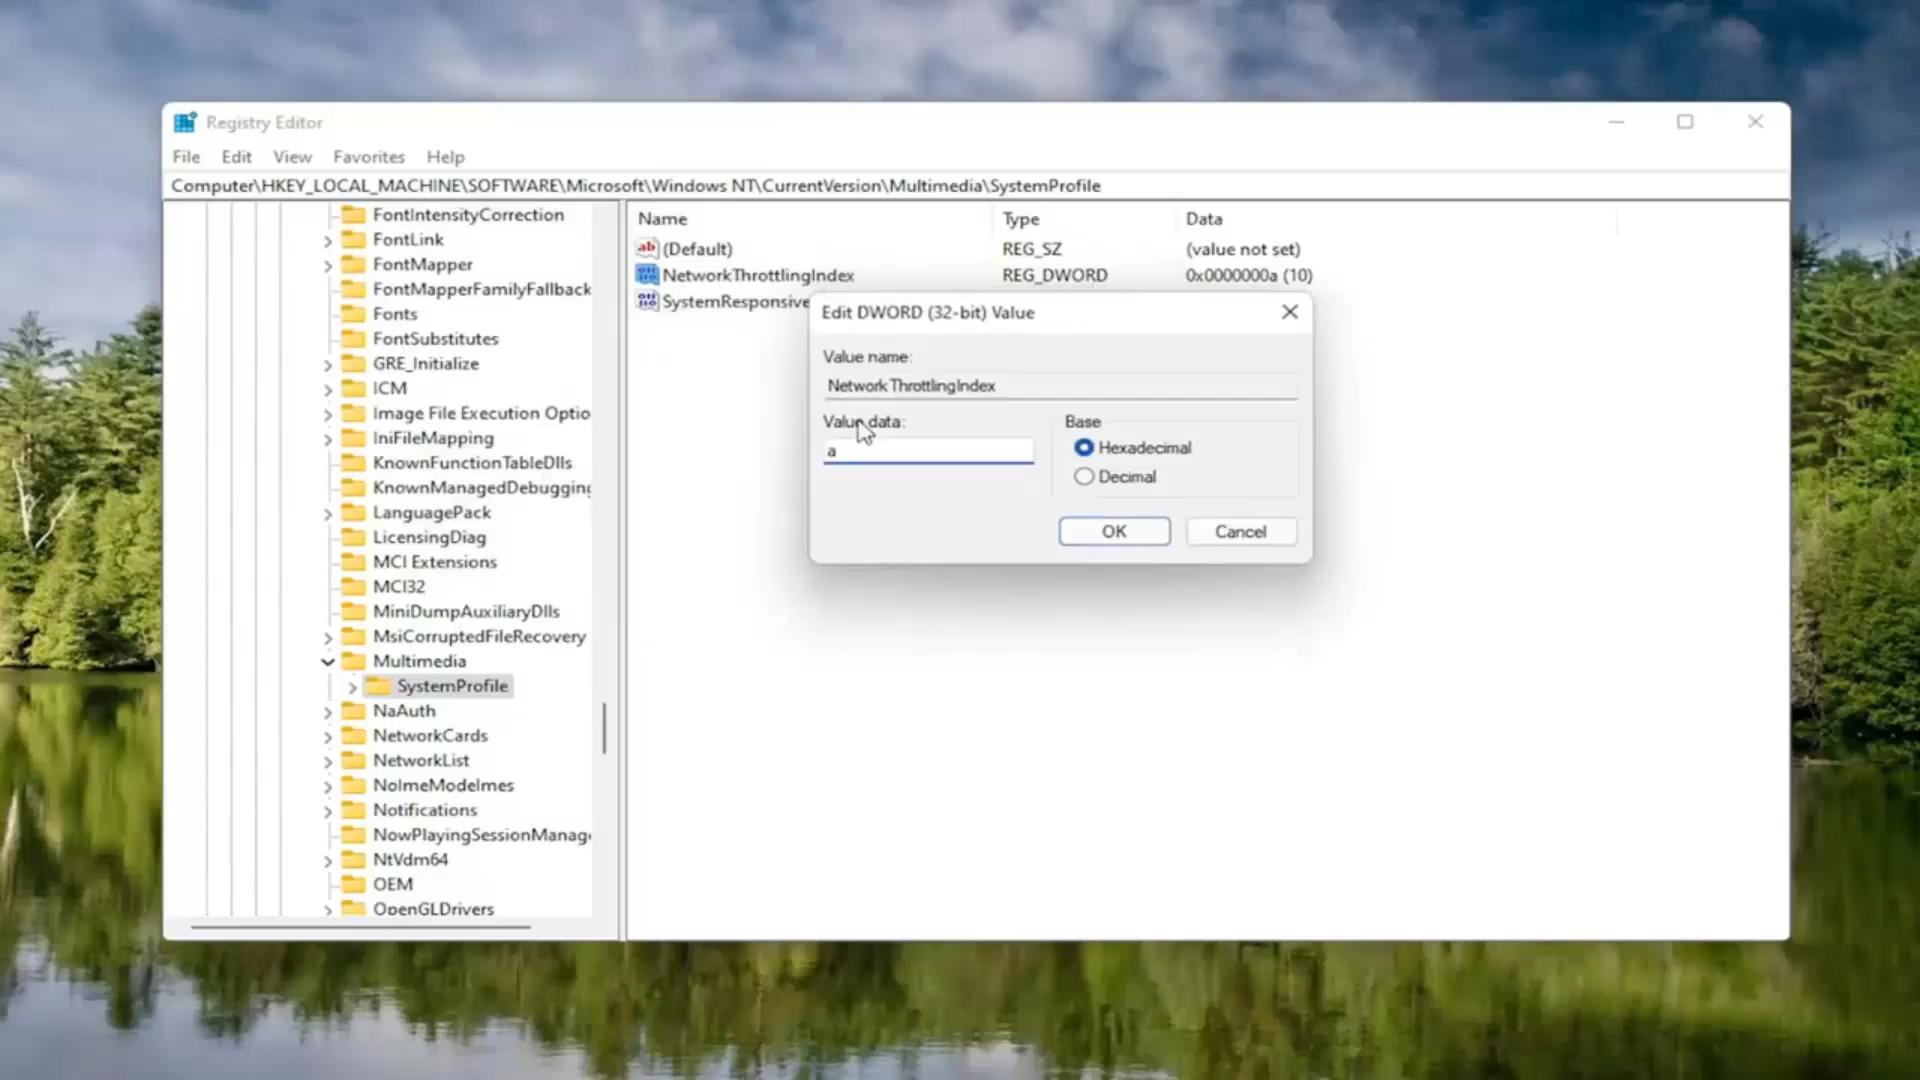 Registry Editor
File Edit View Favorites Help
Computer\HKEY_LOCAL_MACHINE\SOFTWARE\Microsoft\Windows NT\CurrentVersion\Multimedia\SystemProfile
FontIntensityCorrection
FontLink
FontMapper
FontMapperFamilyFallback
Fonts
FontSubstitutes
GRE_Initialize
ICM
Image File Execution Optio
IniFileMapping
KnownFunctionTableDlls
KnownManagedDebugging
LanguagePack
LicensingDiag
MCI Extensions
MCI32
MiniDumpAuxiliaryDlls
MsiCorruptedFileRecovery
Multimedia
SystemProfile
NaAuth
NetworkCards
NetworkList
NoImeModeImes
Notifications
NowPlayingSessionManage
NtVdm64
OEM
OpenGLDrivers
Name Type Data
(Default) REG_SZ (value not set)
NetworkThrottlingIndex REG_DWORD 0x0000000a (10)
SystemResponsive
Edit DWORD (32-bit) Value
Value name:
NetworkThrottlingIndex
Value data:
a
Base
Hexadecimal
Decimal
OK Cancel